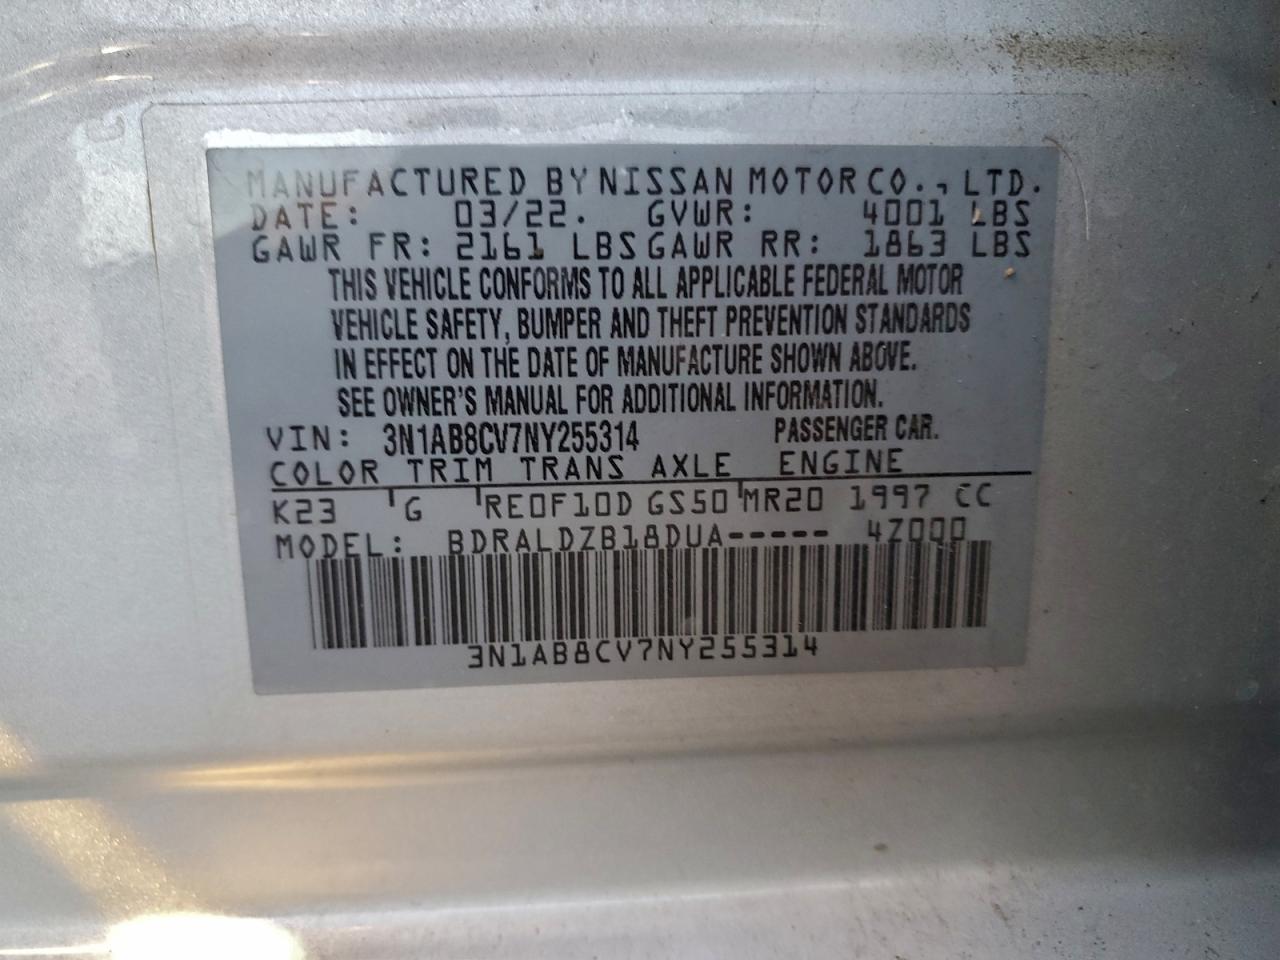 MANUFACTURED BY NISSAN MOTOR CO., LTD.
DATE: 03/22. GVWR: 4001 LBS
GAWR FR: 2161 LBS GAWR RR: 1863 LBS
THIS VEHICLE CONFORMS TO ALL APPLICABLE FEDERAL MOTOR
VEHICLE SAFETY, BUMPER AND THEFT PREVENTION STANDARDS
IN EFFECT ON THE DATE OF MANUFACTURE SHOWN ABOVE.
SEE OWNER'S MANUAL FOR ADDITIONAL INFORMATION.
VIN: 3N1AB8CV7NY255314 PASSENGER CAR.
COLOR TRIM TRANS AXLE ENGINE
K23 G RE0F10D GS50 MR20 1997 CC
MODEL: BDRALDZB18DUA----- 4Z000
3N1AB8CV7NY255314